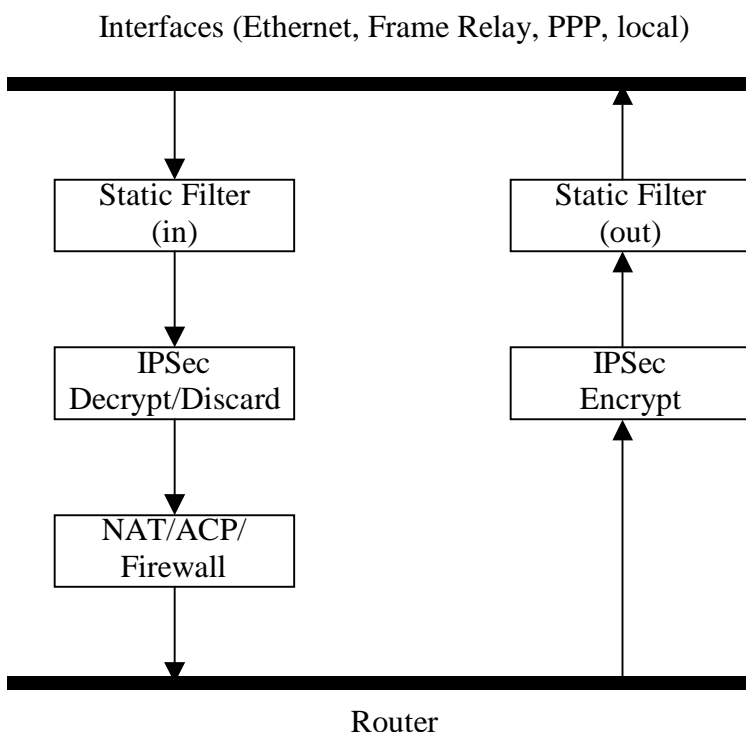 Interfaces (Ethernet, Frame Relay, PPP, local)
Static Filter
(in)
Static Filter
(out)
IPSec
Decrypt/Discard
IPSec
Encrypt
NAT/ACP/
Firewall
Router